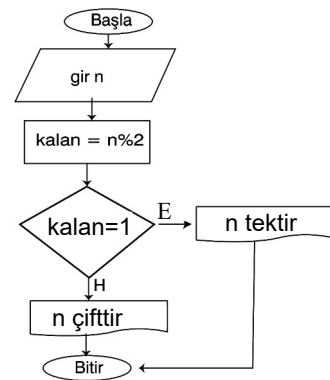 Başla
gir n
kalan = n%2
kalan=1
E
n tektir
H
n çifttir
Bitir